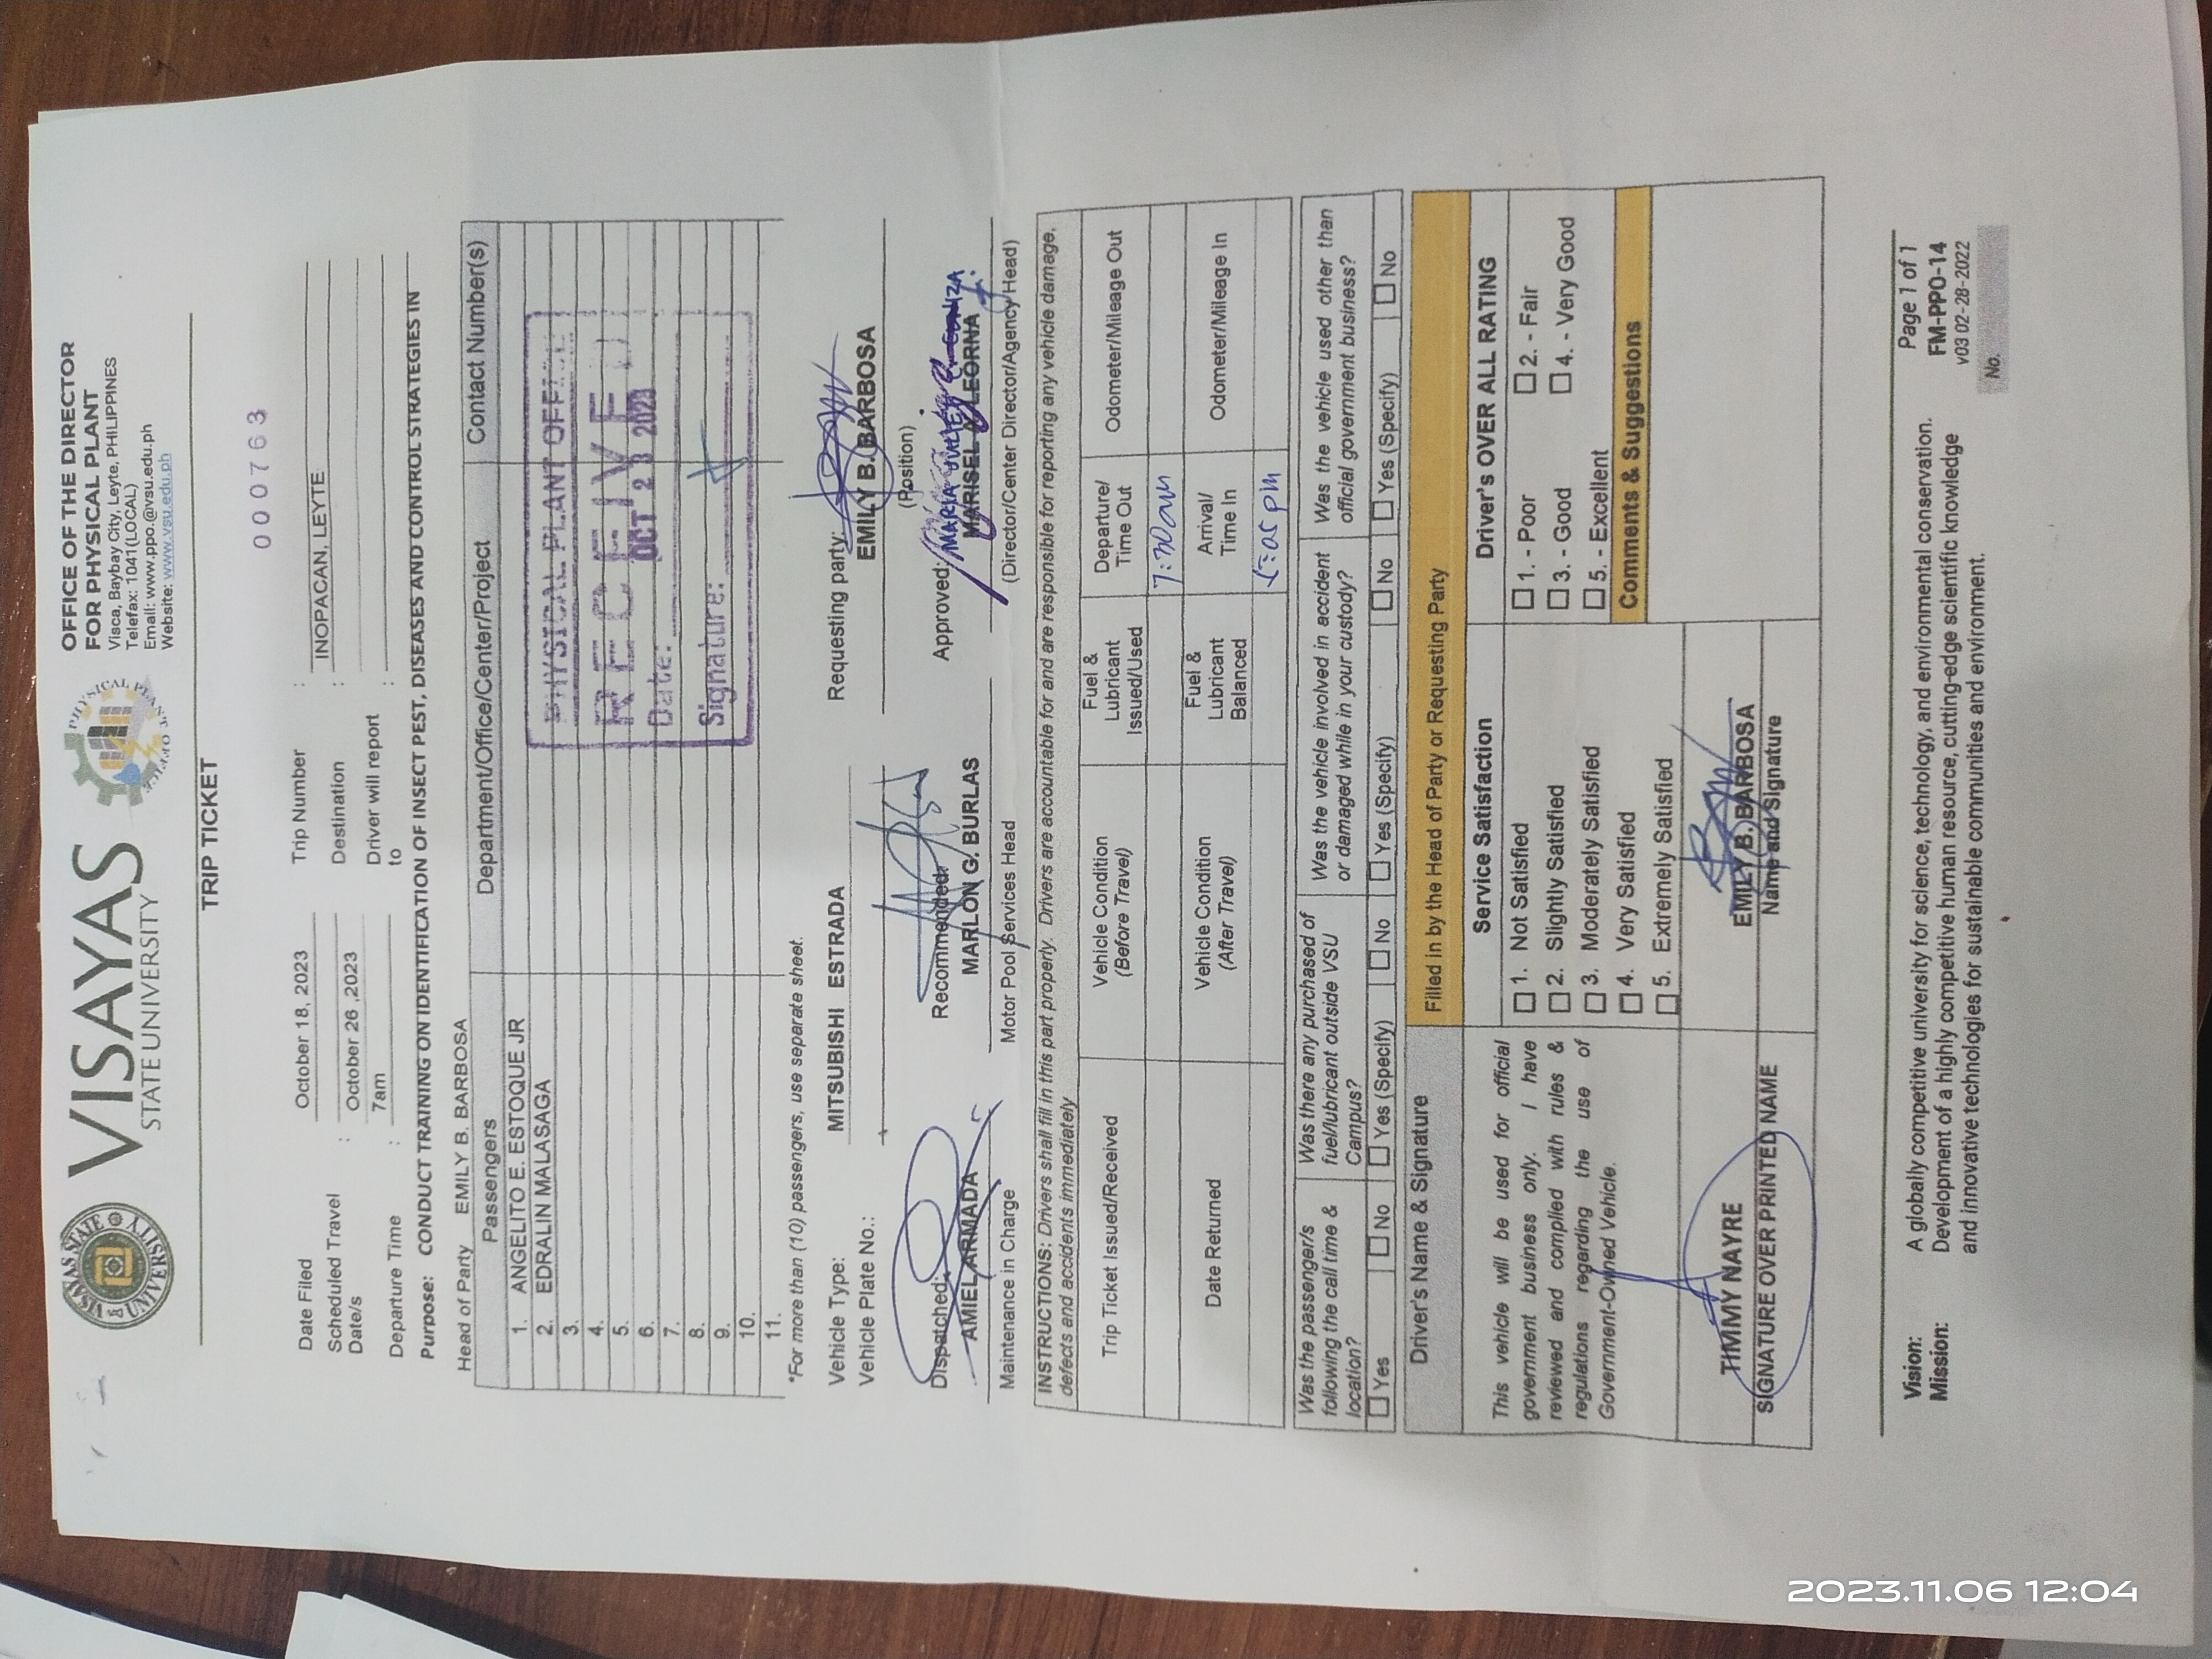 VISAYAS
STATE UNIVERSITY
OFFICE OF THE DIRECTOR
FOR PHYSICAL PLANT
Visca, Baybay City, Leyte, PHILIPPINES
Telefax: 1041(LOCAL)
Email: www.ppo.@vsu.edu.ph
Website: www.vsu.edu.ph
TRIP TICKET
000763
Date Filed October 18, 2023 Trip Number :
Scheduled Travel Date/s : October 26 ,2023 Destination : INOPACAN, LEYTE
Departure Time : 7am Driver will report to :
Purpose: CONDUCT TRAINING ON IDENTIFICATION OF INSECT PEST, DISEASES AND CONTROL STRATEGIES IN
Head of Party EMILY B. BARBOSA
Passengers Department/Office/Center/Project Contact Number(s)
1. ANGELITO E. ESTOQUE JR
2. EDRALIN MALASAGA
3.
4.
5.
6.
7.
8.
9.
10.
11.
PHYSICAL PLANT OFFICE
RECEIVED
Date: OCT 23 2023
Signature:
*For more than (10) passengers, use separate sheet.
Vehicle Type: MITSUBISHI ESTRADA
Vehicle Plate No.:
Requesting party:
EMILY B. BARBOSA
(Position)
Dispatched: Recommended: Approved:
AMIEL ARMADA MARLON G. BURLAS MARISEL A. LEORNA
Maintenance in Charge Motor Pool Services Head (Director/Center Director/Agency Head)
INSTRUCTIONS: Drivers shall fill in this part properly. Drivers are accountable for and are responsible for reporting any vehicle damage,
defects and accidents immediately
Trip Ticket Issued/Received Vehicle Condition (Before Travel) Fuel & Lubricant Issued/Used Departure/ Time Out Odometer/Mileage Out
7:30am
Date Returned Vehicle Condition (After Travel) Fuel & Lubricant Balanced Arrival/ Time In Odometer/Mileage In
5:05 pm
Was the passenger/s following the call time & location?
Yes No
Was there any purchased of fuel/lubricant outside VSU Campus?
Yes (Specify) No
Was the vehicle involved in accident or damaged while in your custody?
Yes (Specify) No
Was the vehicle used other than official government business?
Yes (Specify) No
Driver's Name & Signature Filled in by the Head of Party or Requesting Party
This vehicle will be used for official
government business only. I have
reviewed and complied with rules &
regulations regarding the use of
Government-Owned Vehicle.
Service Satisfaction
1. Not Satisfied
2. Slightly Satisfied
3. Moderately Satisfied
4. Very Satisfied
5. Extremely Satisfied
Driver's OVER ALL RATING
1. - Poor 2. - Fair
3. - Good 4. - Very Good
5. - Excellent
Comments & Suggestions
TIMMY NAYRE EMILY B. BARBOSA
SIGNATURE OVER PRINTED NAME Name and Signature
Vision: A globally competitive university for science, technology, and environmental conservation.
Mission: Development of a highly competitive human resource, cutting-edge scientific knowledge
and innovative technologies for sustainable communities and environment.
Page 1 of 1
FM-PPO-14
v03 02-28-2022
No.
2023.11.06 12:04